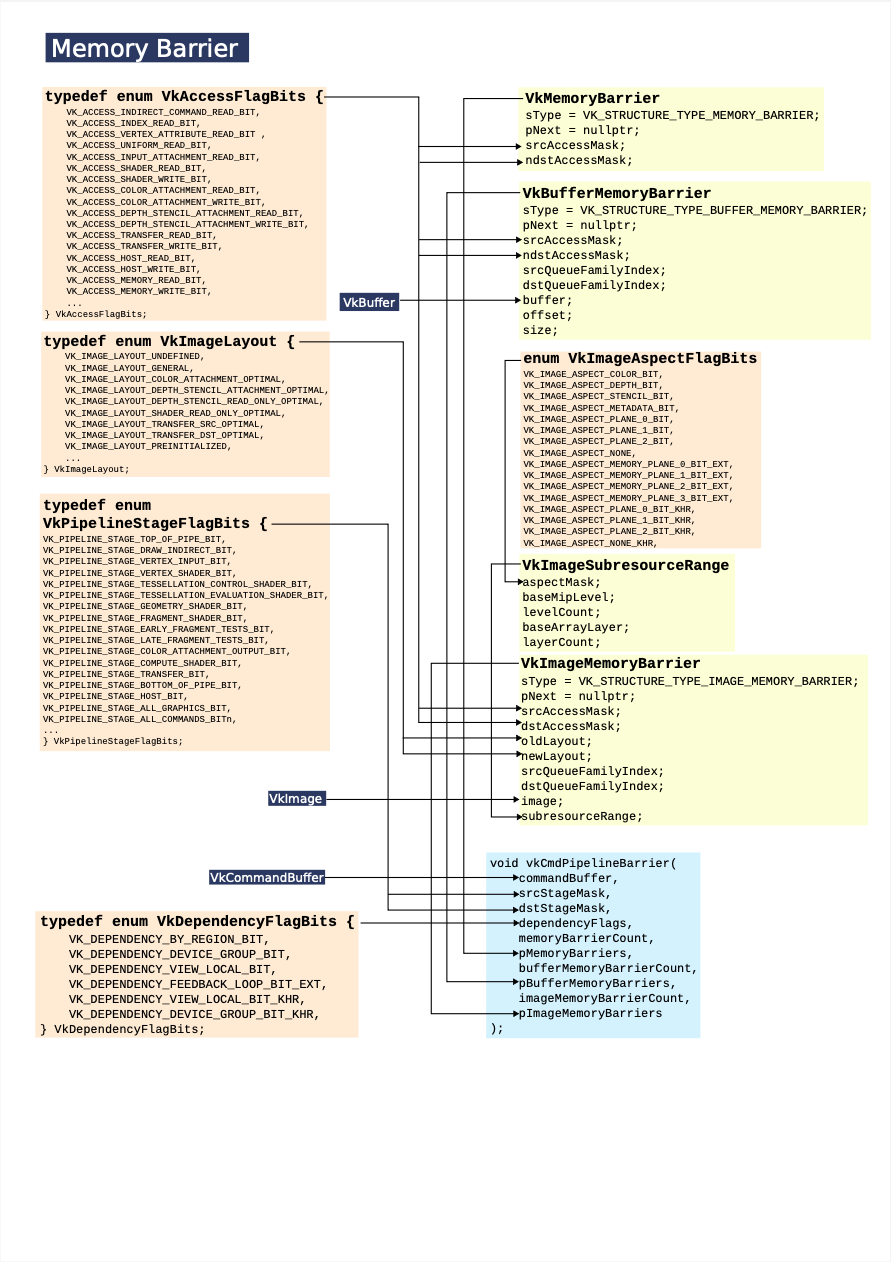 Memory Barrier
typedef enum VkAccessFlagBits {
VK_ACCESS_INDIRECT_COMMAND_READ_BIT,
VK_ACCESS_INDEX_READ_BIT,
VK_ACCESS_VERTEX_ATTRIBUTE_READ_BIT ,
VK_ACCESS_UNIFORM_READ_BIT,
VK_ACCESS_INPUT_ATTACHMENT_READ_BIT,
VK_ACCESS_SHADER_READ_BIT,
VK_ACCESS_SHADER_WRITE_BIT,
VK_ACCESS_COLOR_ATTACHMENT_READ_BIT,
VK_ACCESS_COLOR_ATTACHMENT_WRITE_BIT,
VK_ACCESS_DEPTH_STENCIL_ATTACHMENT_READ_BIT,
VK_ACCESS_DEPTH_STENCIL_ATTACHMENT_WRITE_BIT,
VK_ACCESS_TRANSFER_READ_BIT,
VK_ACCESS_TRANSFER_WRITE_BIT,
VK_ACCESS_HOST_READ_BIT,
VK_ACCESS_HOST_WRITE_BIT,
VK_ACCESS_MEMORY_READ_BIT,
VK_ACCESS_MEMORY_WRITE_BIT,
...
} VkAccessFlagBits;
typedef enum VkImageLayout {
VK_IMAGE_LAYOUT_UNDEFINED,
VK_IMAGE_LAYOUT_GENERAL,
VK_IMAGE_LAYOUT_COLOR_ATTACHMENT_OPTIMAL,
VK_IMAGE_LAYOUT_DEPTH_STENCIL_ATTACHMENT_OPTIMAL,
VK_IMAGE_LAYOUT_DEPTH_STENCIL_READ_ONLY_OPTIMAL,
VK_IMAGE_LAYOUT_SHADER_READ_ONLY_OPTIMAL,
VK_IMAGE_LAYOUT_TRANSFER_SRC_OPTIMAL,
VK_IMAGE_LAYOUT_TRANSFER_DST_OPTIMAL,
VK_IMAGE_LAYOUT_PREINITIALIZED,
...
} VkImageLayout;
typedef enum
VkPipelineStageFlagBits {
VK_PIPELINE_STAGE_TOP_OF_PIPE_BIT,
VK_PIPELINE_STAGE_DRAW_INDIRECT_BIT,
VK_PIPELINE_STAGE_VERTEX_INPUT_BIT,
VK_PIPELINE_STAGE_VERTEX_SHADER_BIT,
VK_PIPELINE_STAGE_TESSELLATION_CONTROL_SHADER_BIT,
VK_PIPELINE_STAGE_TESSELLATION_EVALUATION_SHADER_BIT,
VK_PIPELINE_STAGE_GEOMETRY_SHADER_BIT,
VK_PIPELINE_STAGE_FRAGMENT_SHADER_BIT,
VK_PIPELINE_STAGE_EARLY_FRAGMENT_TESTS_BIT,
VK_PIPELINE_STAGE_LATE_FRAGMENT_TESTS_BIT,
VK_PIPELINE_STAGE_COLOR_ATTACHMENT_OUTPUT_BIT,
VK_PIPELINE_STAGE_COMPUTE_SHADER_BIT,
VK_PIPELINE_STAGE_TRANSFER_BIT,
VK_PIPELINE_STAGE_BOTTOM_OF_PIPE_BIT,
VK_PIPELINE_STAGE_HOST_BIT,
VK_PIPELINE_STAGE_ALL_GRAPHICS_BIT,
VK_PIPELINE_STAGE_ALL_COMMANDS_BITn,
...
} VkPipelineStageFlagBits;
VkImage
VkCommandBuffer
typedef enum VkDependencyFlagBits {
VK_DEPENDENCY_BY_REGION_BIT,
VK_DEPENDENCY_DEVICE_GROUP_BIT,
VK_DEPENDENCY_VIEW_LOCAL_BIT,
VK_DEPENDENCY_FEEDBACK_LOOP_BIT_EXT,
VK_DEPENDENCY_VIEW_LOCAL_BIT_KHR,
VK_DEPENDENCY_DEVICE_GROUP_BIT_KHR,
} VkDependencyFlagBits;
VkBuffer
VkMemoryBarrier
sType = VK_STRUCTURE_TYPE_MEMORY_BARRIER;
pNext = nullptr;
srcAccessMask;
ndstAccessMask;
VkBufferMemoryBarrier
sType = VK_STRUCTURE_TYPE_BUFFER_MEMORY_BARRIER;
pNext = nullptr;
srcAccessMask;
ndstAccessMask;
srcQueueFamilyIndex;
dstQueueFamilyIndex;
buffer;
offset;
size;
enum VkImageAspectFlagBits
VK_IMAGE_ASPECT_COLOR_BIT,
VK_IMAGE_ASPECT_DEPTH_BIT,
VK_IMAGE_ASPECT_STENCIL_BIT,
VK_IMAGE_ASPECT_METADATA_BIT,
VK_IMAGE_ASPECT_PLANE_0_BIT,
VK_IMAGE_ASPECT_PLANE_1_BIT,
VK_IMAGE_ASPECT_PLANE_2_BIT,
VK_IMAGE_ASPECT_NONE,
VK_IMAGE_ASPECT_MEMORY_PLANE_0_BIT_EXT,
VK_IMAGE_ASPECT_MEMORY_PLANE_1_BIT_EXT,
VK_IMAGE_ASPECT_MEMORY_PLANE_2_BIT_EXT,
VK_IMAGE_ASPECT_MEMORY_PLANE_3_BIT_EXT,
VK_IMAGE_ASPECT_PLANE_0_BIT_KHR,
VK_IMAGE_ASPECT_PLANE_1_BIT_KHR,
VK_IMAGE_ASPECT_PLANE_2_BIT_KHR,
VK_IMAGE_ASPECT_NONE_KHR,
VkImageSubresourceRange
aspectMask;
baseMipLevel;
levelCount;
baseArrayLayer;
layerCount;
VkImageMemoryBarrier
sType = VK_STRUCTURE_TYPE_IMAGE_MEMORY_BARRIER;
pNext = nullptr;
srcAccessMask;
dstAccessMask;
oldLayout;
newLayout;
srcQueueFamilyIndex;
dstQueueFamilyIndex;
image;
subresourceRange;
void vkCmdPipelineBarrier(
commandBuffer,
srcStageMask,
dstStageMask,
dependencyFlags,
memoryBarrierCount,
pMemoryBarriers,
bufferMemoryBarrierCount,
pBufferMemoryBarriers,
imageMemoryBarrierCount,
pImageMemoryBarriers
);